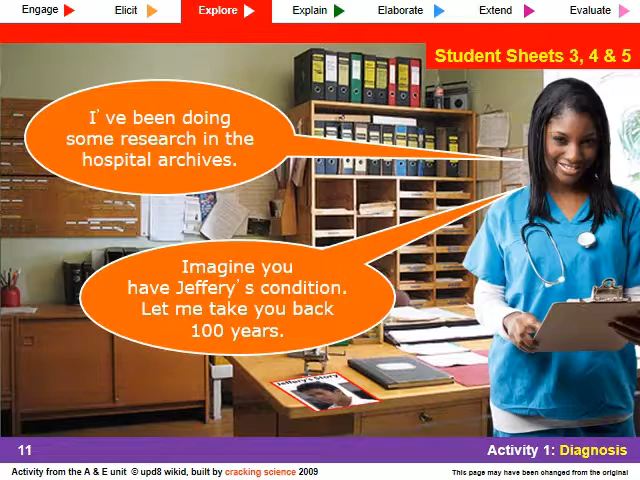 Engage Elicit Explore Explain Elaborate Extend Evaluate
Student Sheets 3, 4 & 5
I've been doing
some research in the
hospital archives.
Imagine you
have Jeffery's condition.
Let me take you back
100 years.
Jeffery's Story
11 Activity 1: Diagnosis
Activity from the A & E unit © upd8 wikid, built by cracking science 2009 This page may have been changed from the original